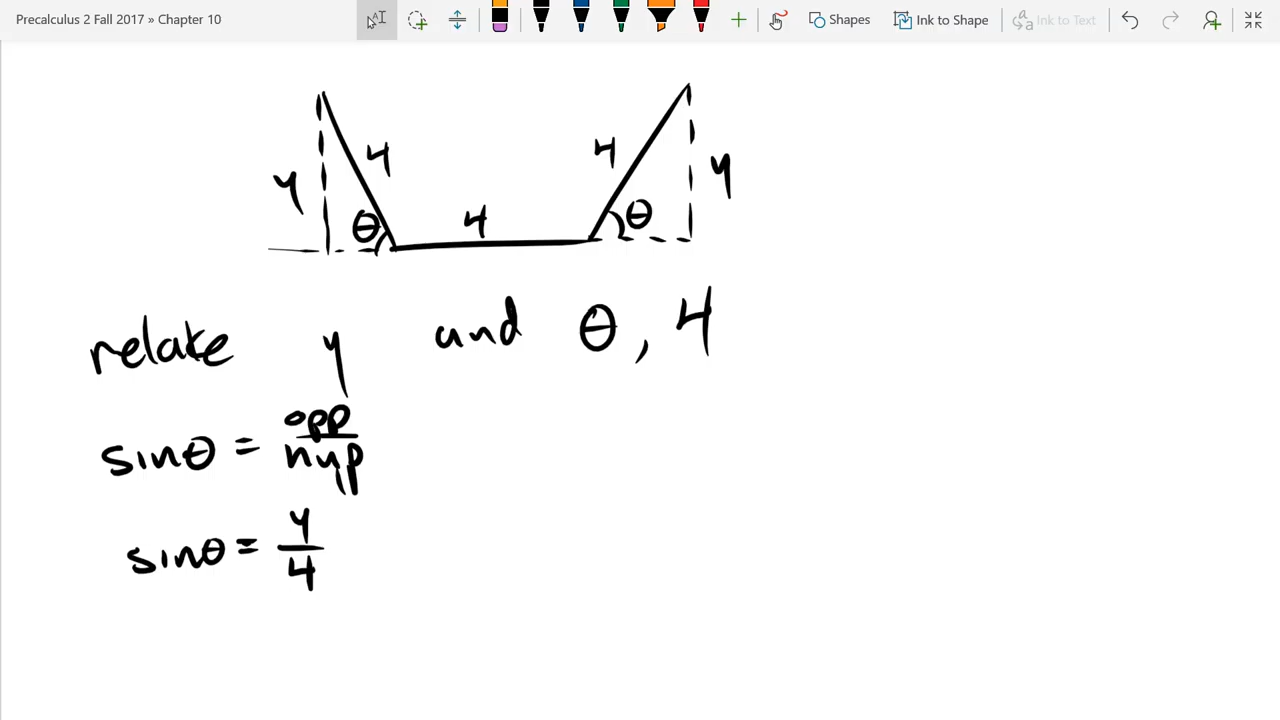 Precalculus 2 Fall 2017 » Chapter 10
Shapes
Ink to Shape
Ink to Text
4
4
y
y
θ
4
θ
relate y and θ, 4
sinθ = opp/hyp
sinθ = y/4